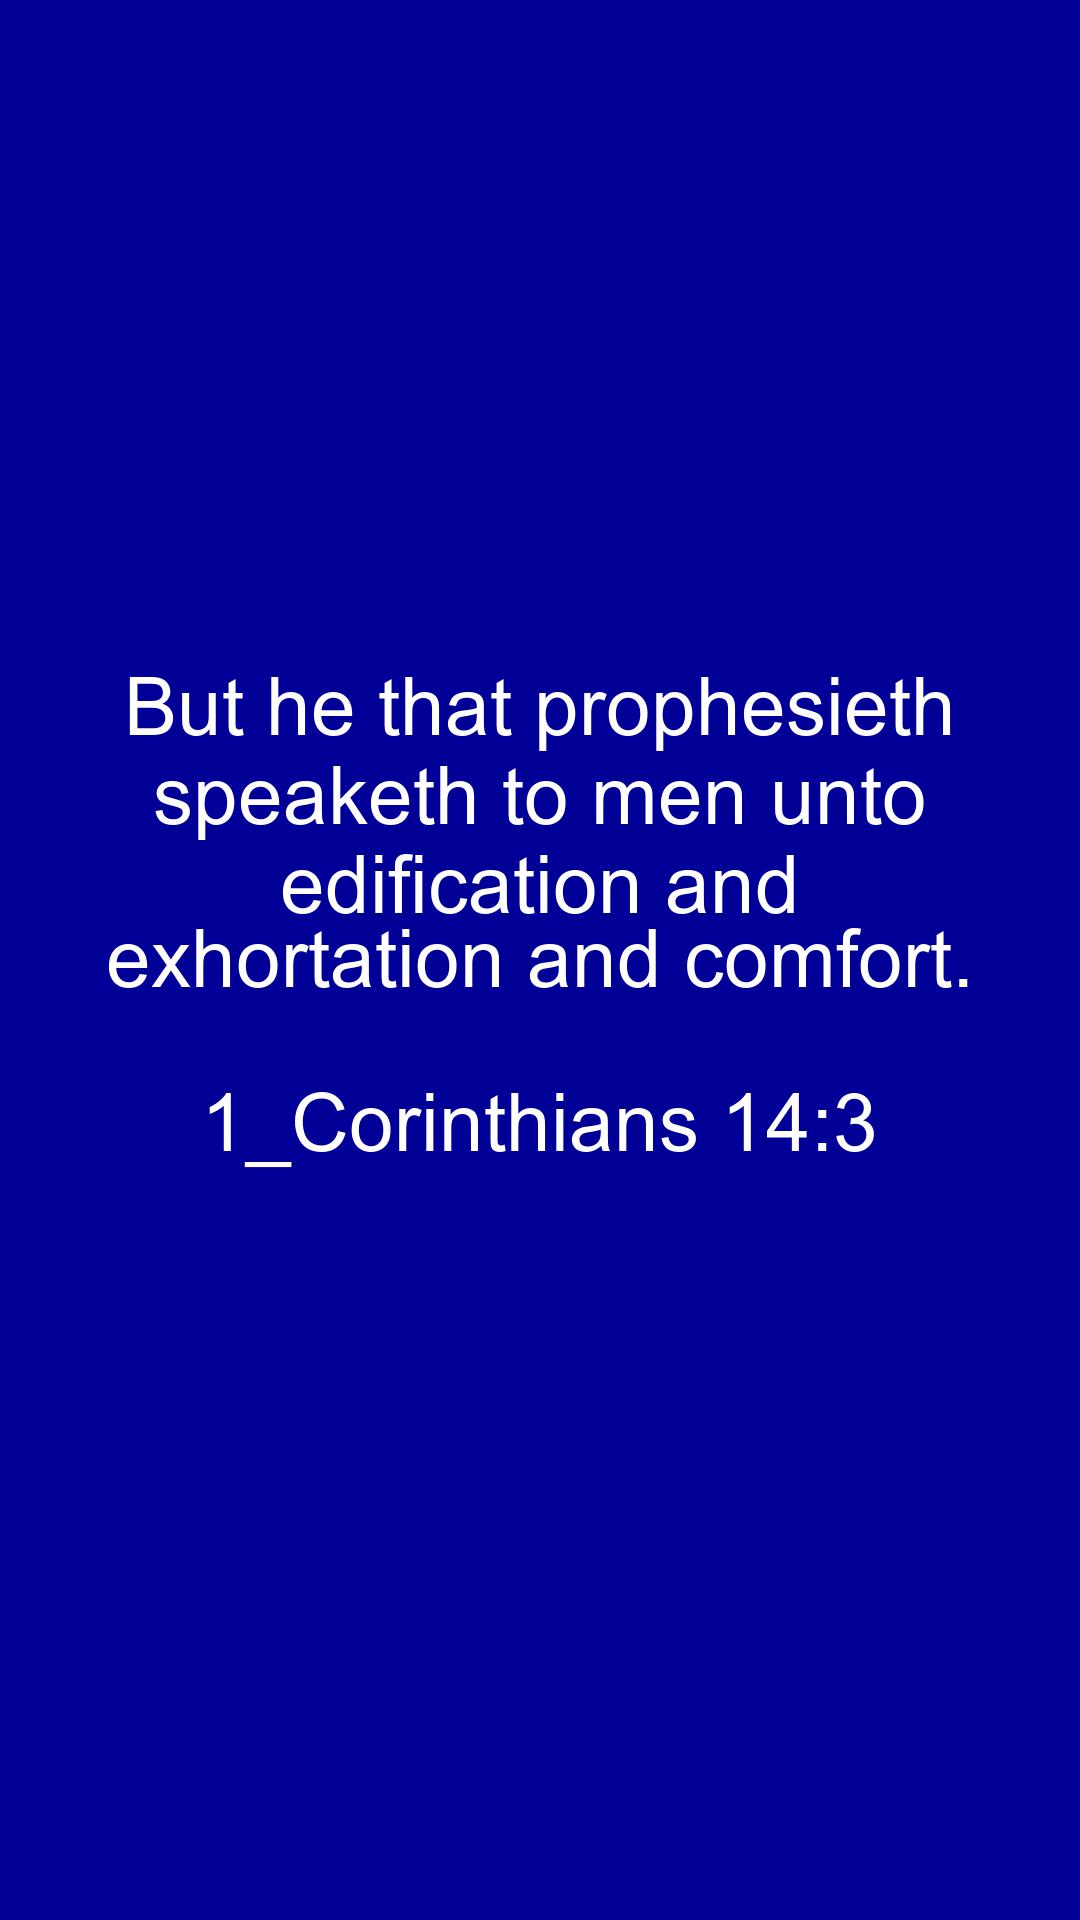 But he that prophesieth
speaketh to men unto
edification and
exhortation and comfort.
1_Corinthians 14:3